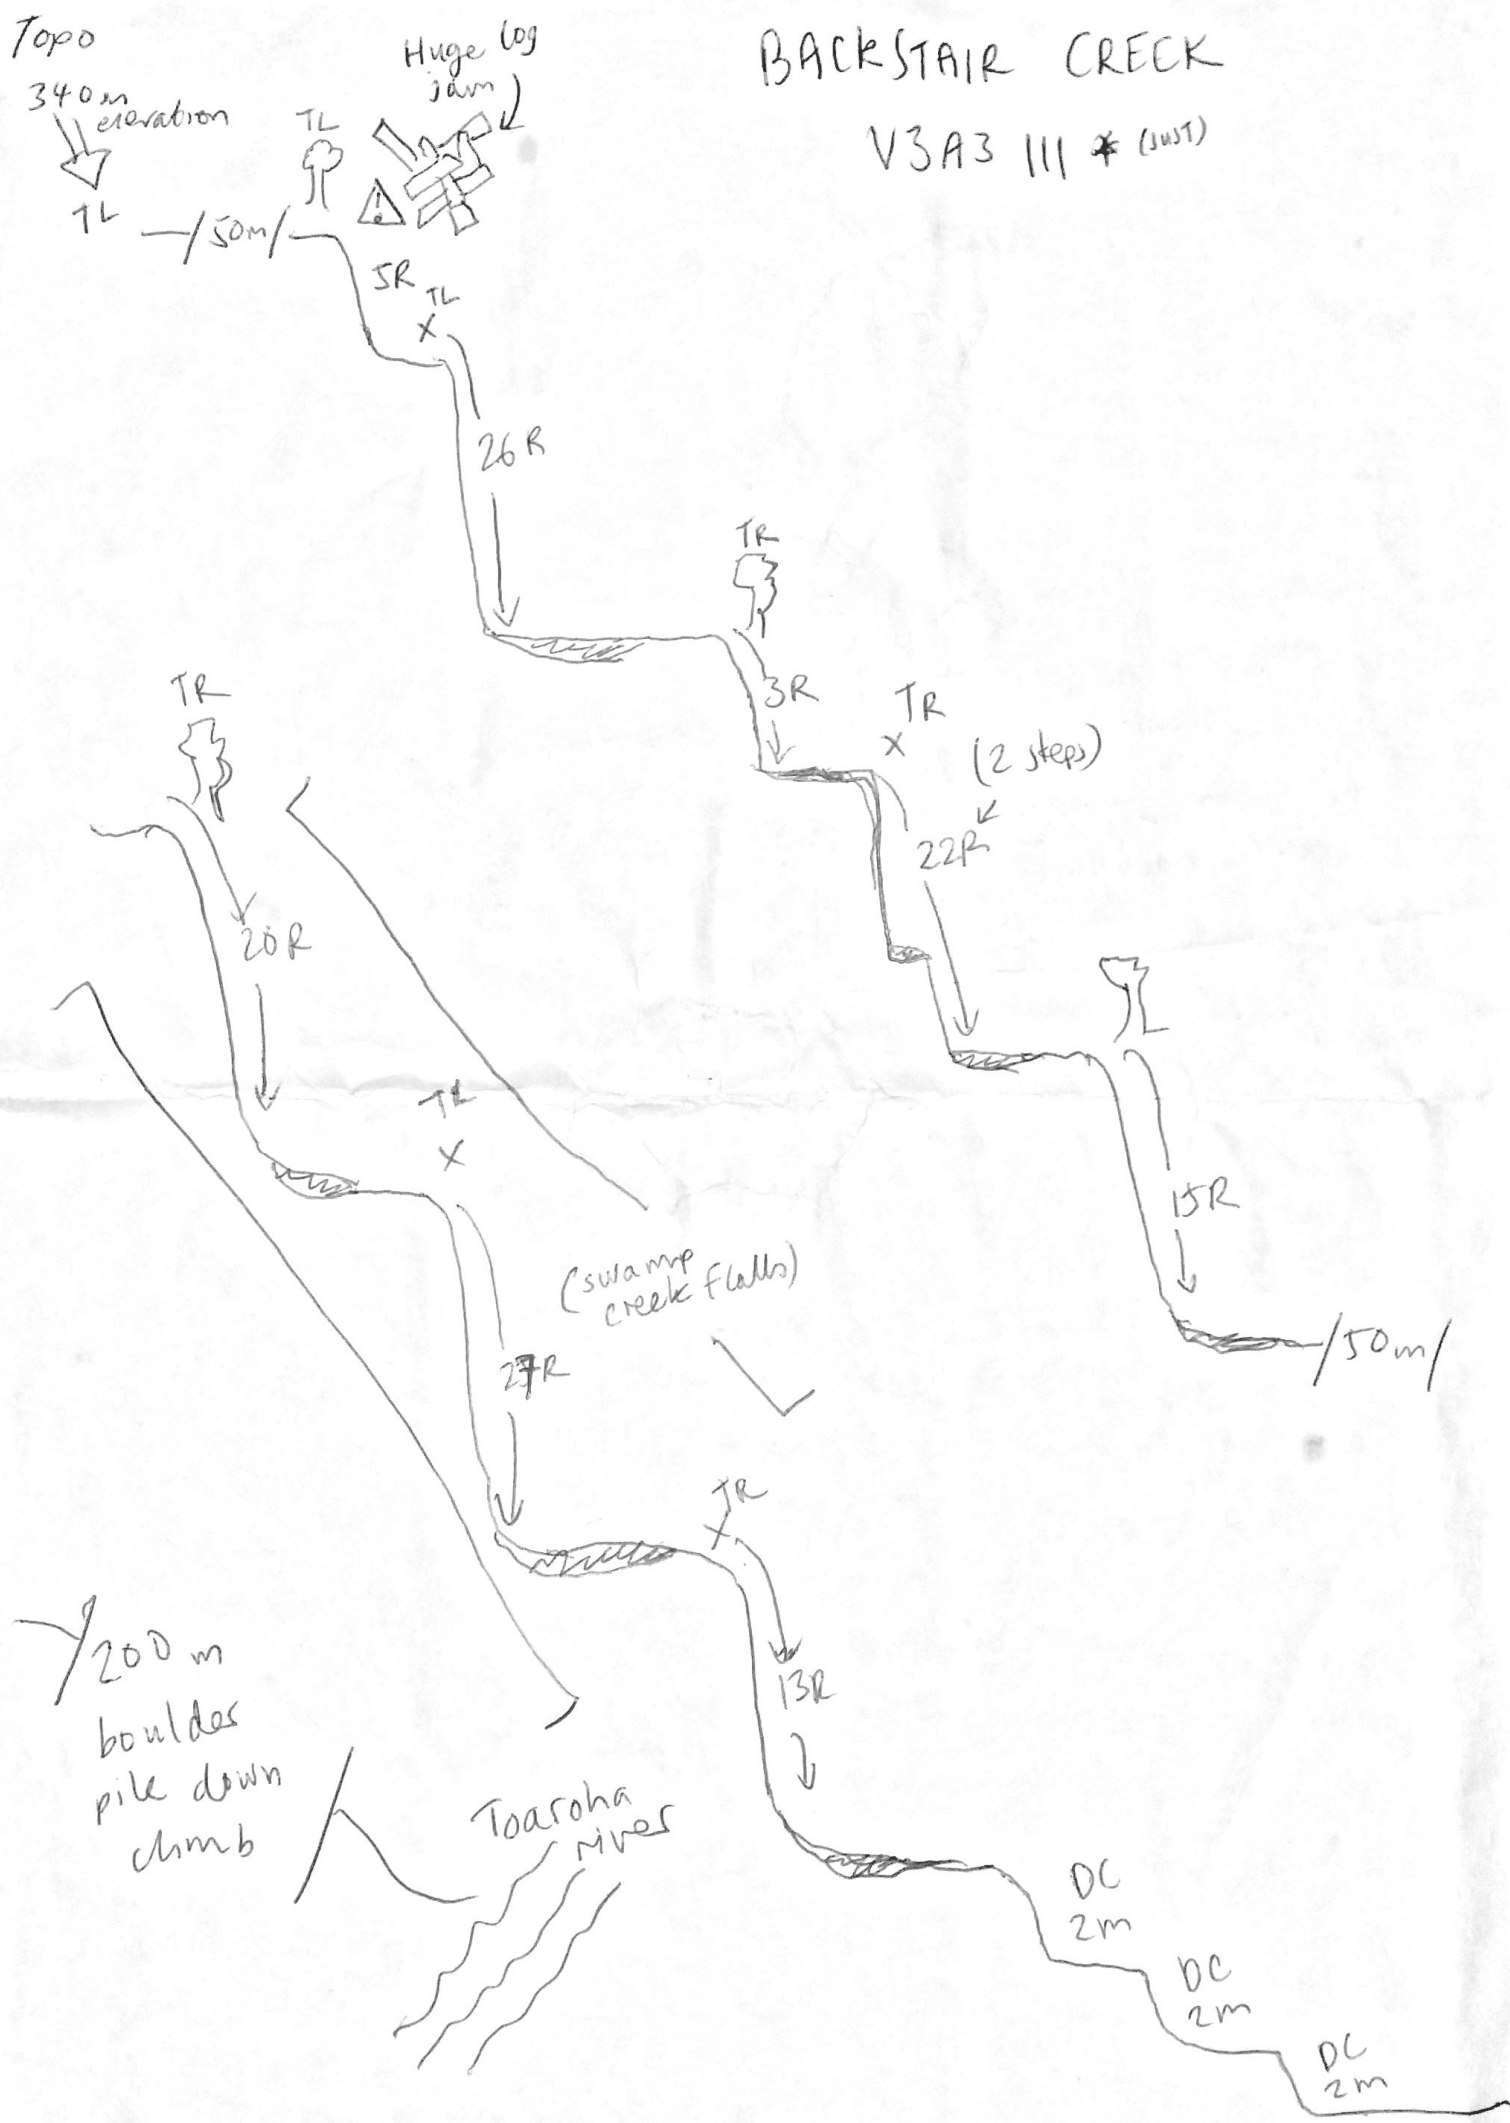 Topo
340m
elevation
TL
TL
Huge log
jam
BACKSTAIR CREEK
V3A3 III * (JUST)
/50m/
5R
TL
X
26R
TR
3R
TR
X
(2 steps)
22R
L
15R
/50m/
TR
20R
TL
X
27R
(swamp
creek Falls)
TR
X
13R
DC
2m
DC
2m
DC
2m
/200m
boulder
pile down
climb
Toaroha
river